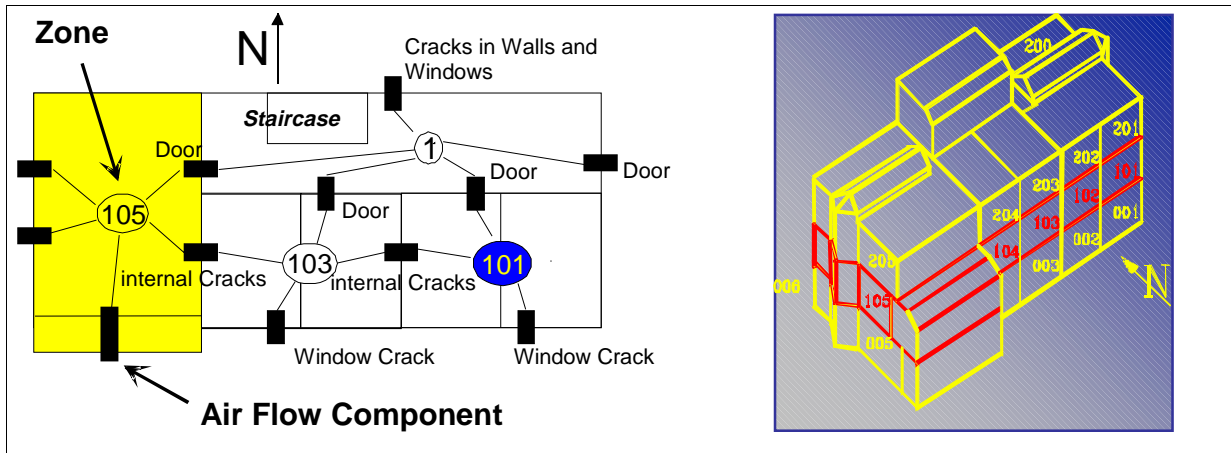 Zone
N
Cracks in Walls and
Windows
Staircase
Door
1
Door
Door
105
Door
internal Cracks
103
internal Cracks
101
Window Crack
Window Crack
Air Flow Component
200
201
202
101
203
102
001
204
103
002
205
104
003
006
105
005
N